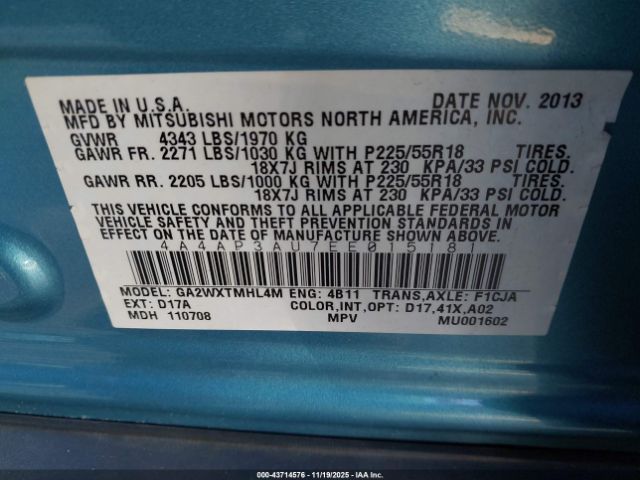 MADE IN U.S.A. DATE NOV. 2013
MFD BY MITSUBISHI MOTORS NORTH AMERICA, INC.
GVWR 4343 LBS/1970 KG
GAWR FR. 2271 LBS/1030 KG WITH P225/55R18 TIRES.
18X7J RIMS AT 230 KPA/33 PSI COLD.
GAWR RR. 2205 LBS/1000 KG WITH P225/55R18 TIRES.
18X7J RIMS AT 230 KPA/33 PSI COLD.
THIS VEHICLE CONFORMS TO ALL APPLICABLE FEDERAL MOTOR
VEHICLE SAFETY AND THEFT PREVENTION STANDARDS IN
EFFECT ON THE DATE OF MANUFACTURE SHOWN ABOVE.
4A4AP3AU7EE015181
MODEL: GA2WXTMHL4M ENG: 4B11 TRANS,AXLE: F1CJA
EXT: D17A COLOR,INT,OPT: D17,41X,A02
MDH 110708 MPV MU001602
000-43714576 - 11/19/2025 - IAA Inc.